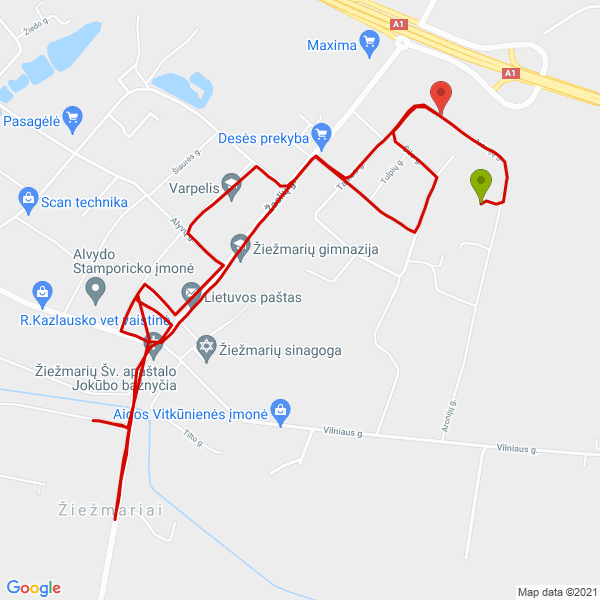 Žiedo g.
A1
Maxima
A1
Pasagėlė
Desės prekyba
Aronijų g.
Šiaurės g.
Tulpių g.
Varpelis
Scan technika
Žaslių g.
Alyvų g.
Žiežmarių gimnazija
Alvydo
Stamporicko įmonė
Lietuvos paštas
R.Kazlausko vet vaistinė
Žiežmarių sinagoga
Žiežmarių Šv. apaštalo
Jokūbo bažnyčia
Aidos Vitkūnienės įmonė
Aronijų g.
Vilniaus g.
Tilto g.
Vilniaus g.
Žiežmariai
Google
Map data ©2021